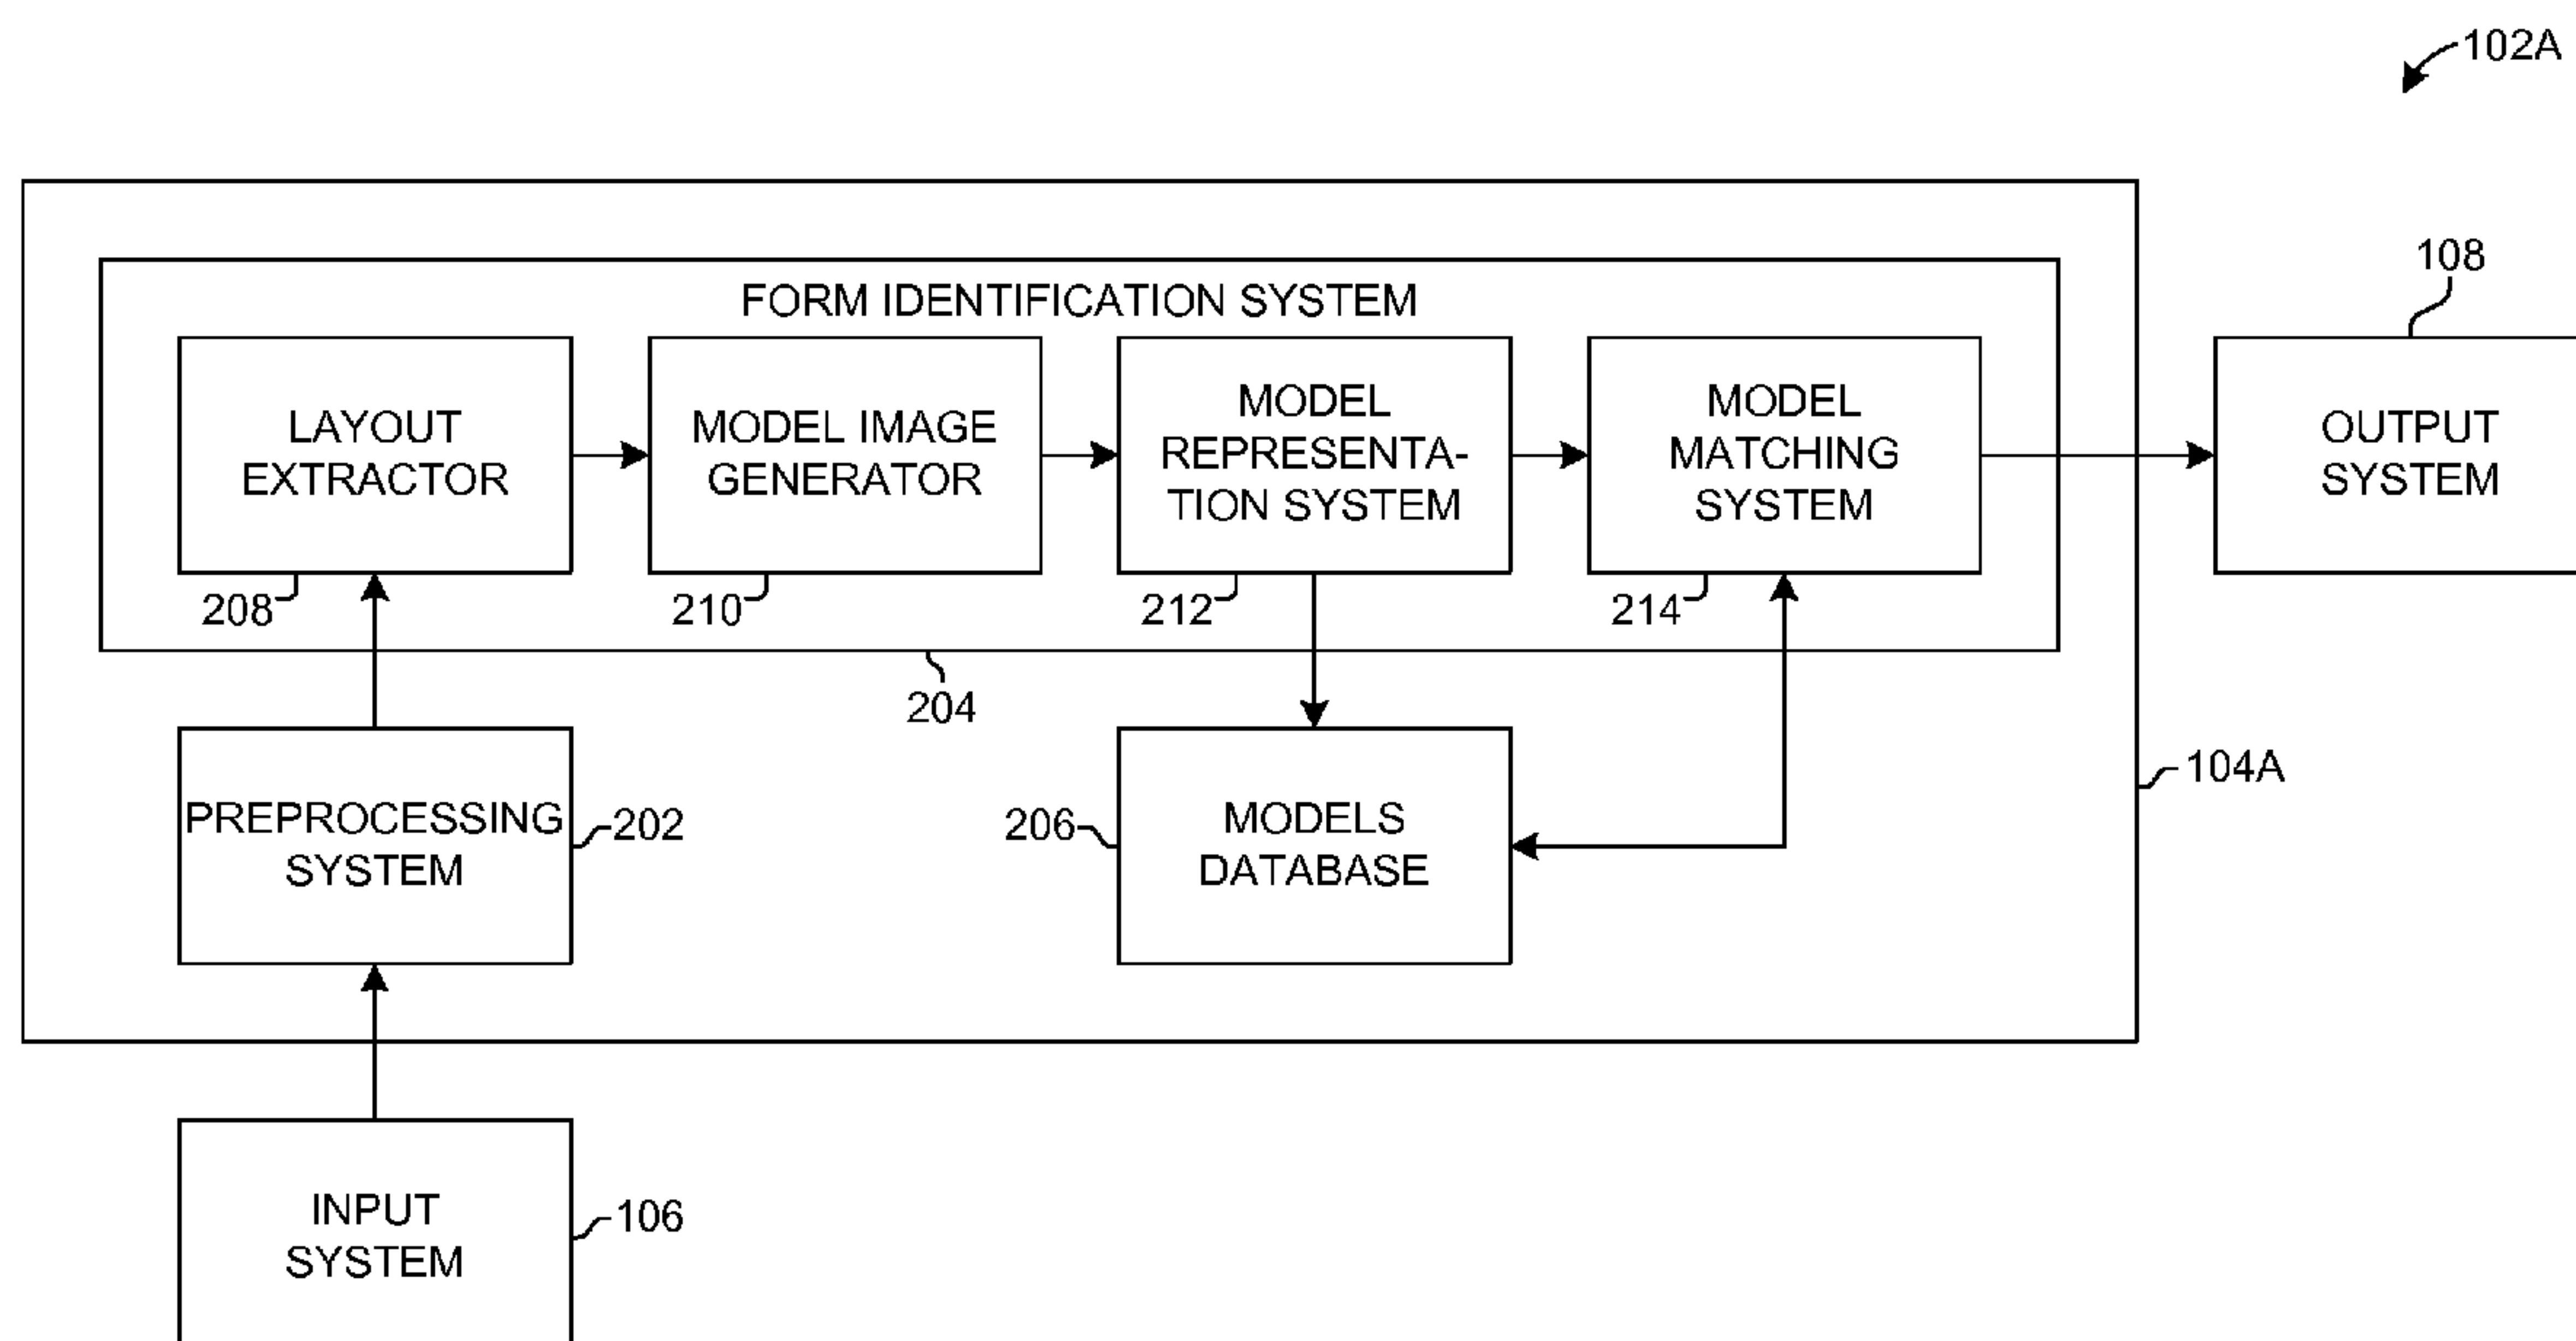 102A
108
FORM IDENTIFICATION SYSTEM
LAYOUT
EXTRACTOR
MODEL IMAGE
GENERATOR
MODEL
REPRESENTA-
TION SYSTEM
MODEL
MATCHING
SYSTEM
OUTPUT
SYSTEM
208
210
212
214
204
PREPROCESSING
SYSTEM
202
206
MODELS
DATABASE
104A
INPUT
SYSTEM
106